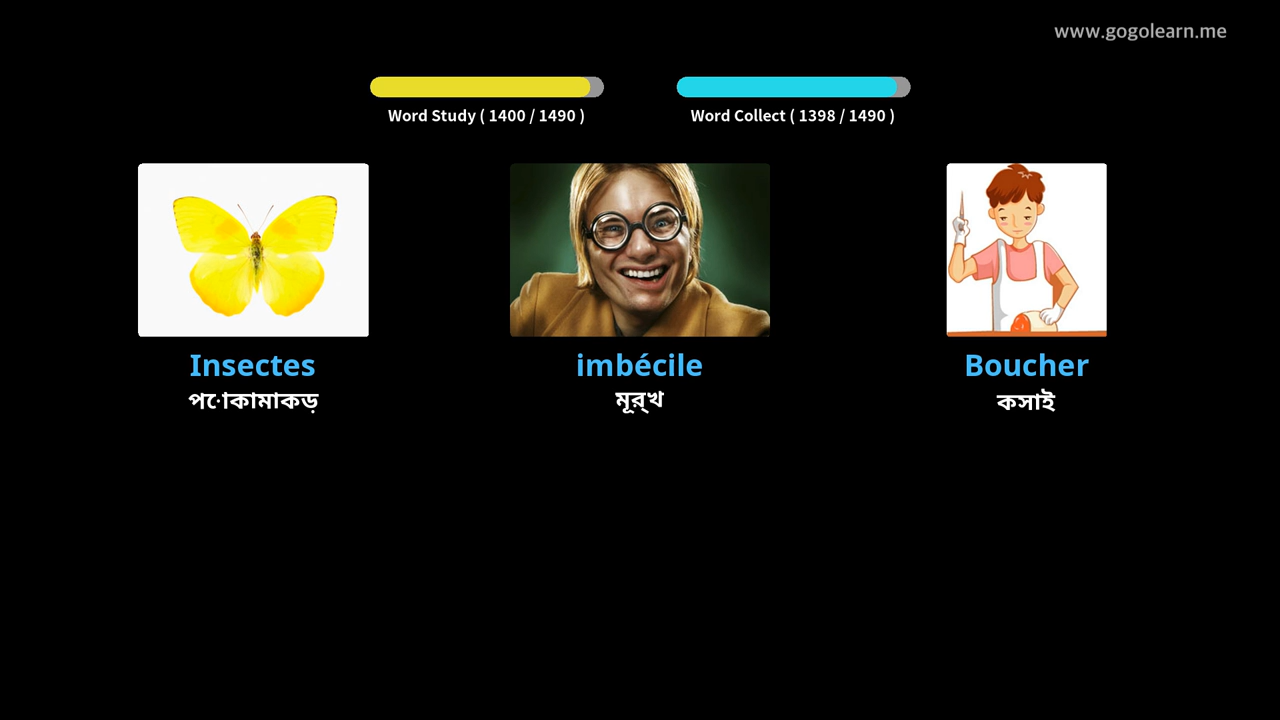 www.gogolearn.me
Word Study ( 1400 / 1490 )
Word Collect ( 1398 / 1490 )
Insectes
imbécile
Boucher
পোকামাকড়
মূর্খ
কসাই